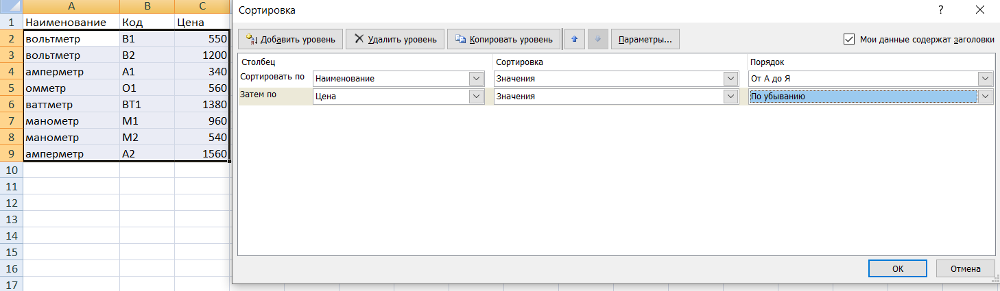 A B C
1 Наименование Код Цена
2 вольтметр В1 550
3 вольтметр В2 1200
4 амперметр А1 340
5 омметр О1 560
6 ваттметр ВТ1 1380
7 манометр М1 960
8 манометр М2 540
9 амперметр А2 1560
10
11
12
13
14
15
16
17
Сортировка ?
Добавить уровень Удалить уровень Копировать уровень Параметры... Мои данные содержат заголовки
Столбец Сортировка Порядок
Сортировать по Наименование Значения От А до Я
Затем по Цена Значения По убыванию
ОК Отмена